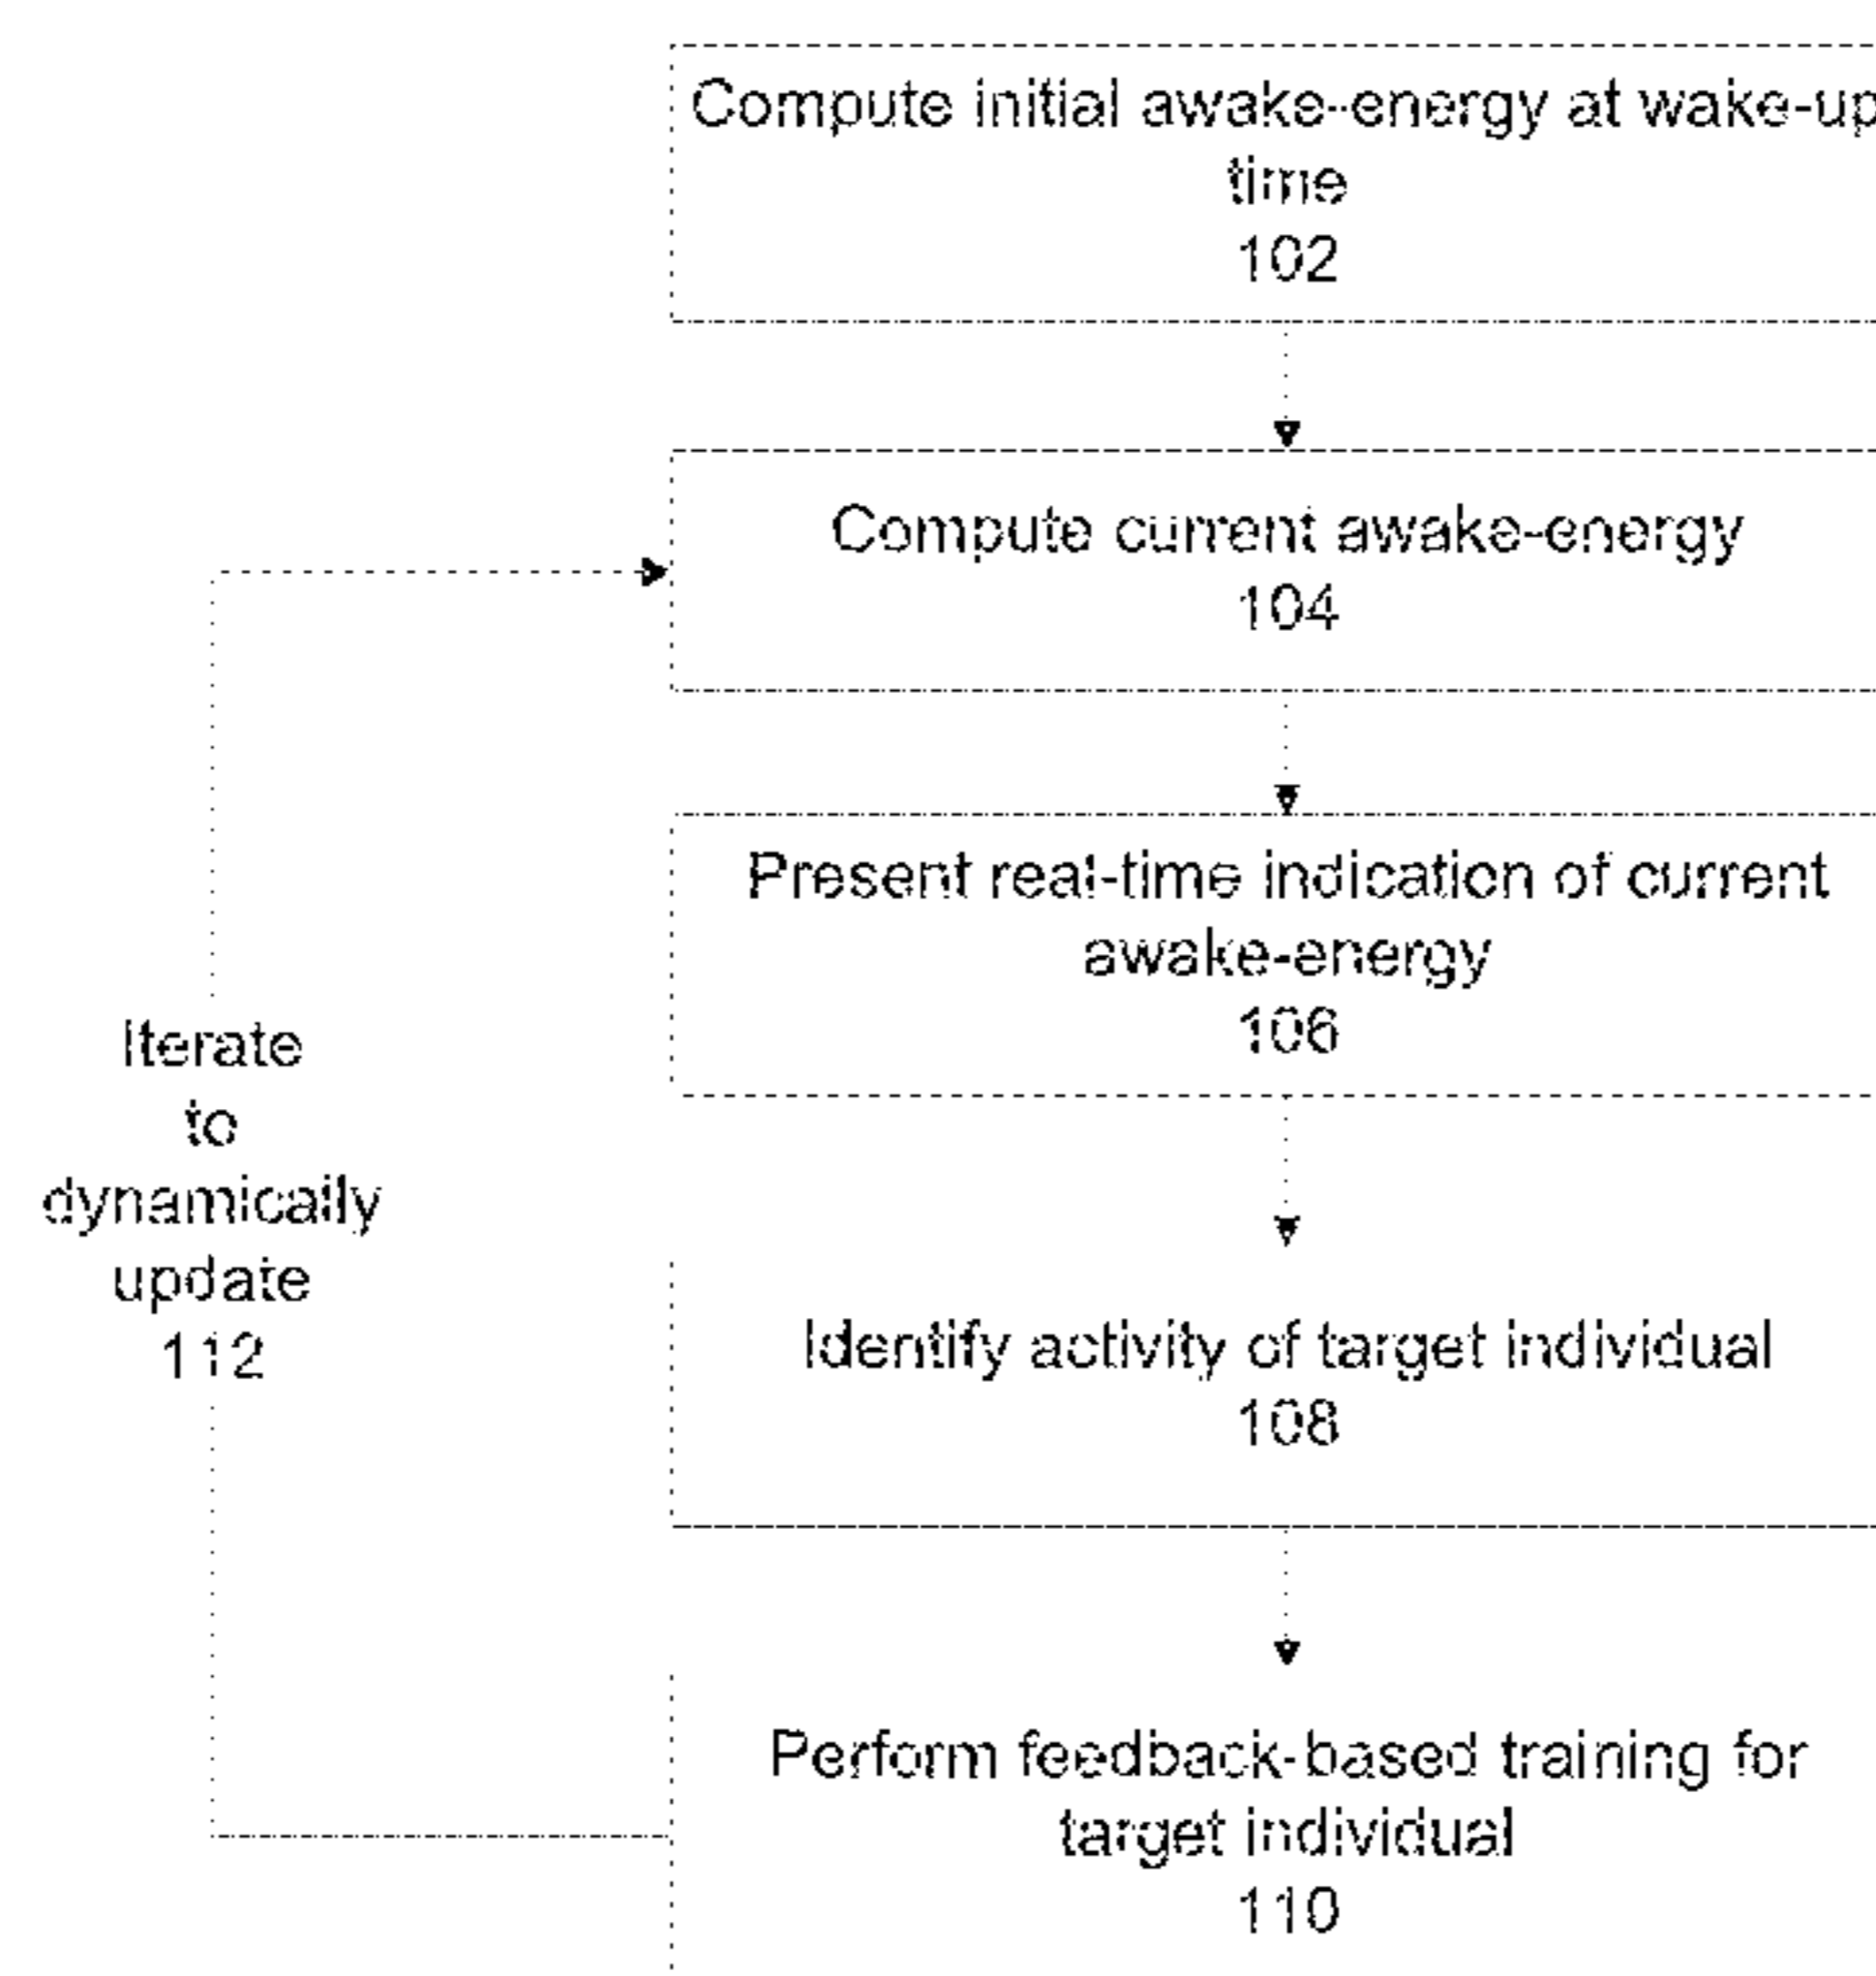 Compute initial awake-energy at wake-up
time
102
Compute current awake-energy
104
Present real-time indication of current
awake-energy
106
Iterate
to
dynamically
update
112
Identify activity of target individual
108
Perform feedback-based training for
target individual
110